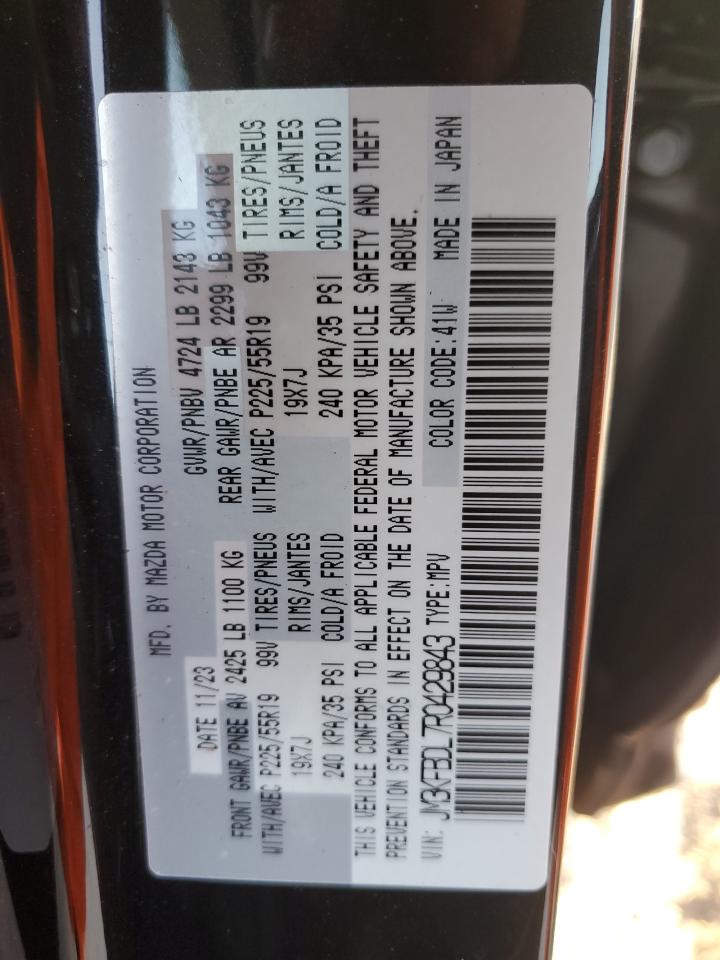 MFD. BY MAZDA MOTOR CORPORATION
DATE 11/23 GVWR/PNBV 4724 LB 2143 KG
FRONT GAWR/PNBE AV 2425 LB 1100 KG REAR GAWR/PNBE AR 2299 LB 1043 KG
WITH/AVEC P225/55R19 99V TIRES/PNEUS WITH/AVEC P225/55R19 99V TIRES/PNEUS
19X7J RIMS/JANTES 19X7J RIMS/JANTES
240 KPA/35 PSI COLD/A FROID 240 KPA/35 PSI COLD/A FROID
THIS VEHICLE CONFORMS TO ALL APPLICABLE FEDERAL MOTOR VEHICLE SAFETY AND THEFT
PREVENTION STANDARDS IN EFFECT ON THE DATE OF MANUFACTURE SHOWN ABOVE.
VIN: JM3KFBDL7R0429843 TYPE:MPV COLOR CODE:41W MADE IN JAPAN